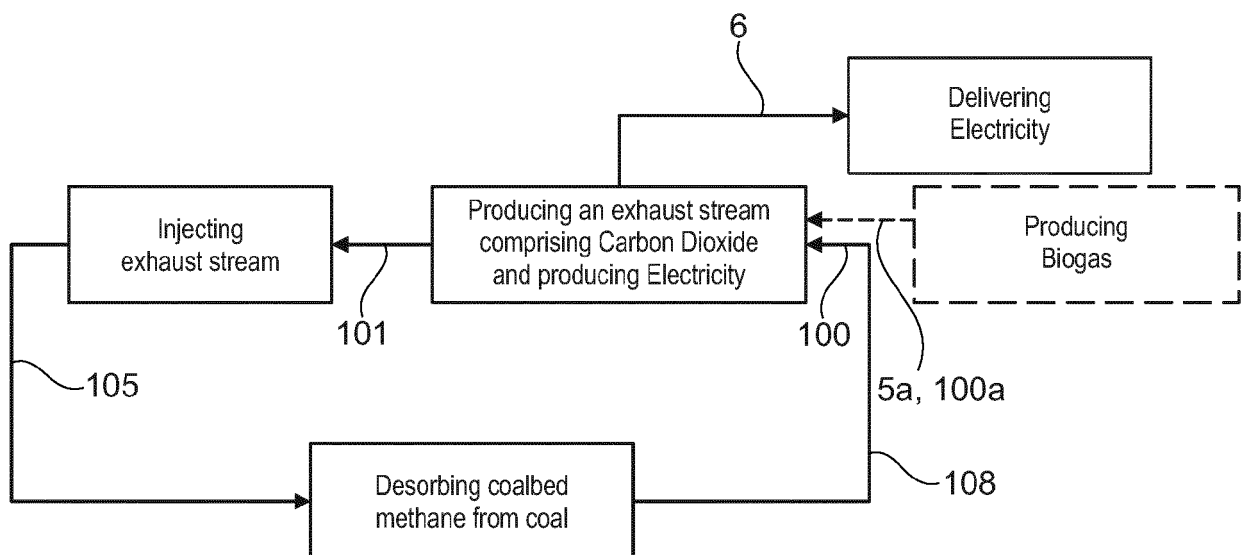 6
Delivering
Electricity
Injecting
exhaust stream
Producing an exhaust stream
comprising Carbon Dioxide
and producing Electricity
Producing
Biogas
101
100
105
5a, 100a
Desorbing coalbed
methane from coal
108